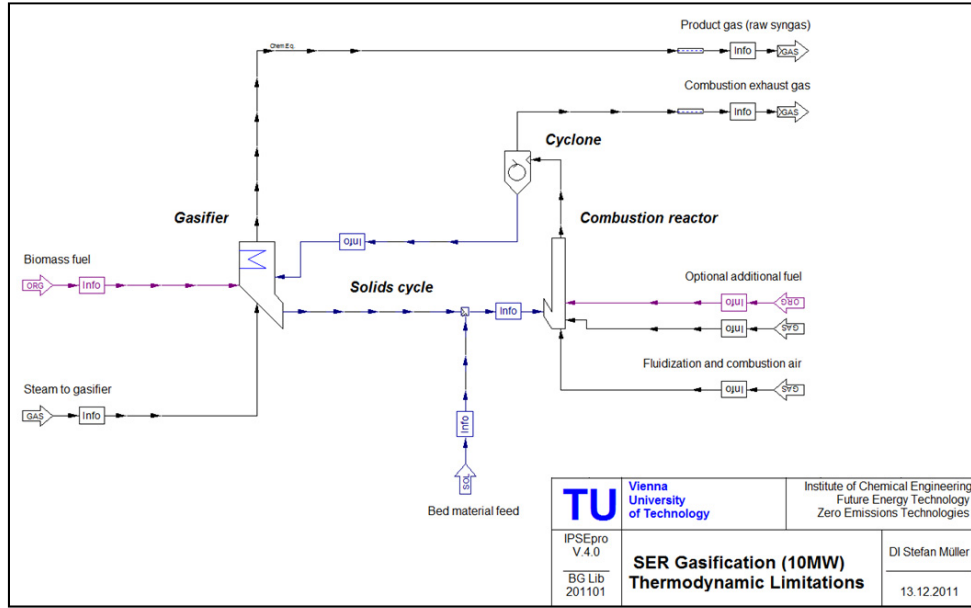 Product gas (raw syngas)
Chem.Eq.
Info
GAS
Combustion exhaust gas
Info
GAS
Cyclone
Gasifier
Combustion reactor
Info
Biomass fuel
ORG
Info
Solids cycle
Optional additional fuel
Info
ORG
Info
Info
GAS
Fluidization and combustion air
Info
GAS
Steam to gasifier
GAS
Info
Info
SOL
Bed material feed
TU
Vienna
University
of Technology
Institute of Chemical Engineering
Future Energy Technology
Zero Emissions Technologies
IPSEpro
V.4.0
BG Lib
201101
SER Gasification (10MW)
Thermodynamic Limitations
DI Stefan Müller
13.12.2011